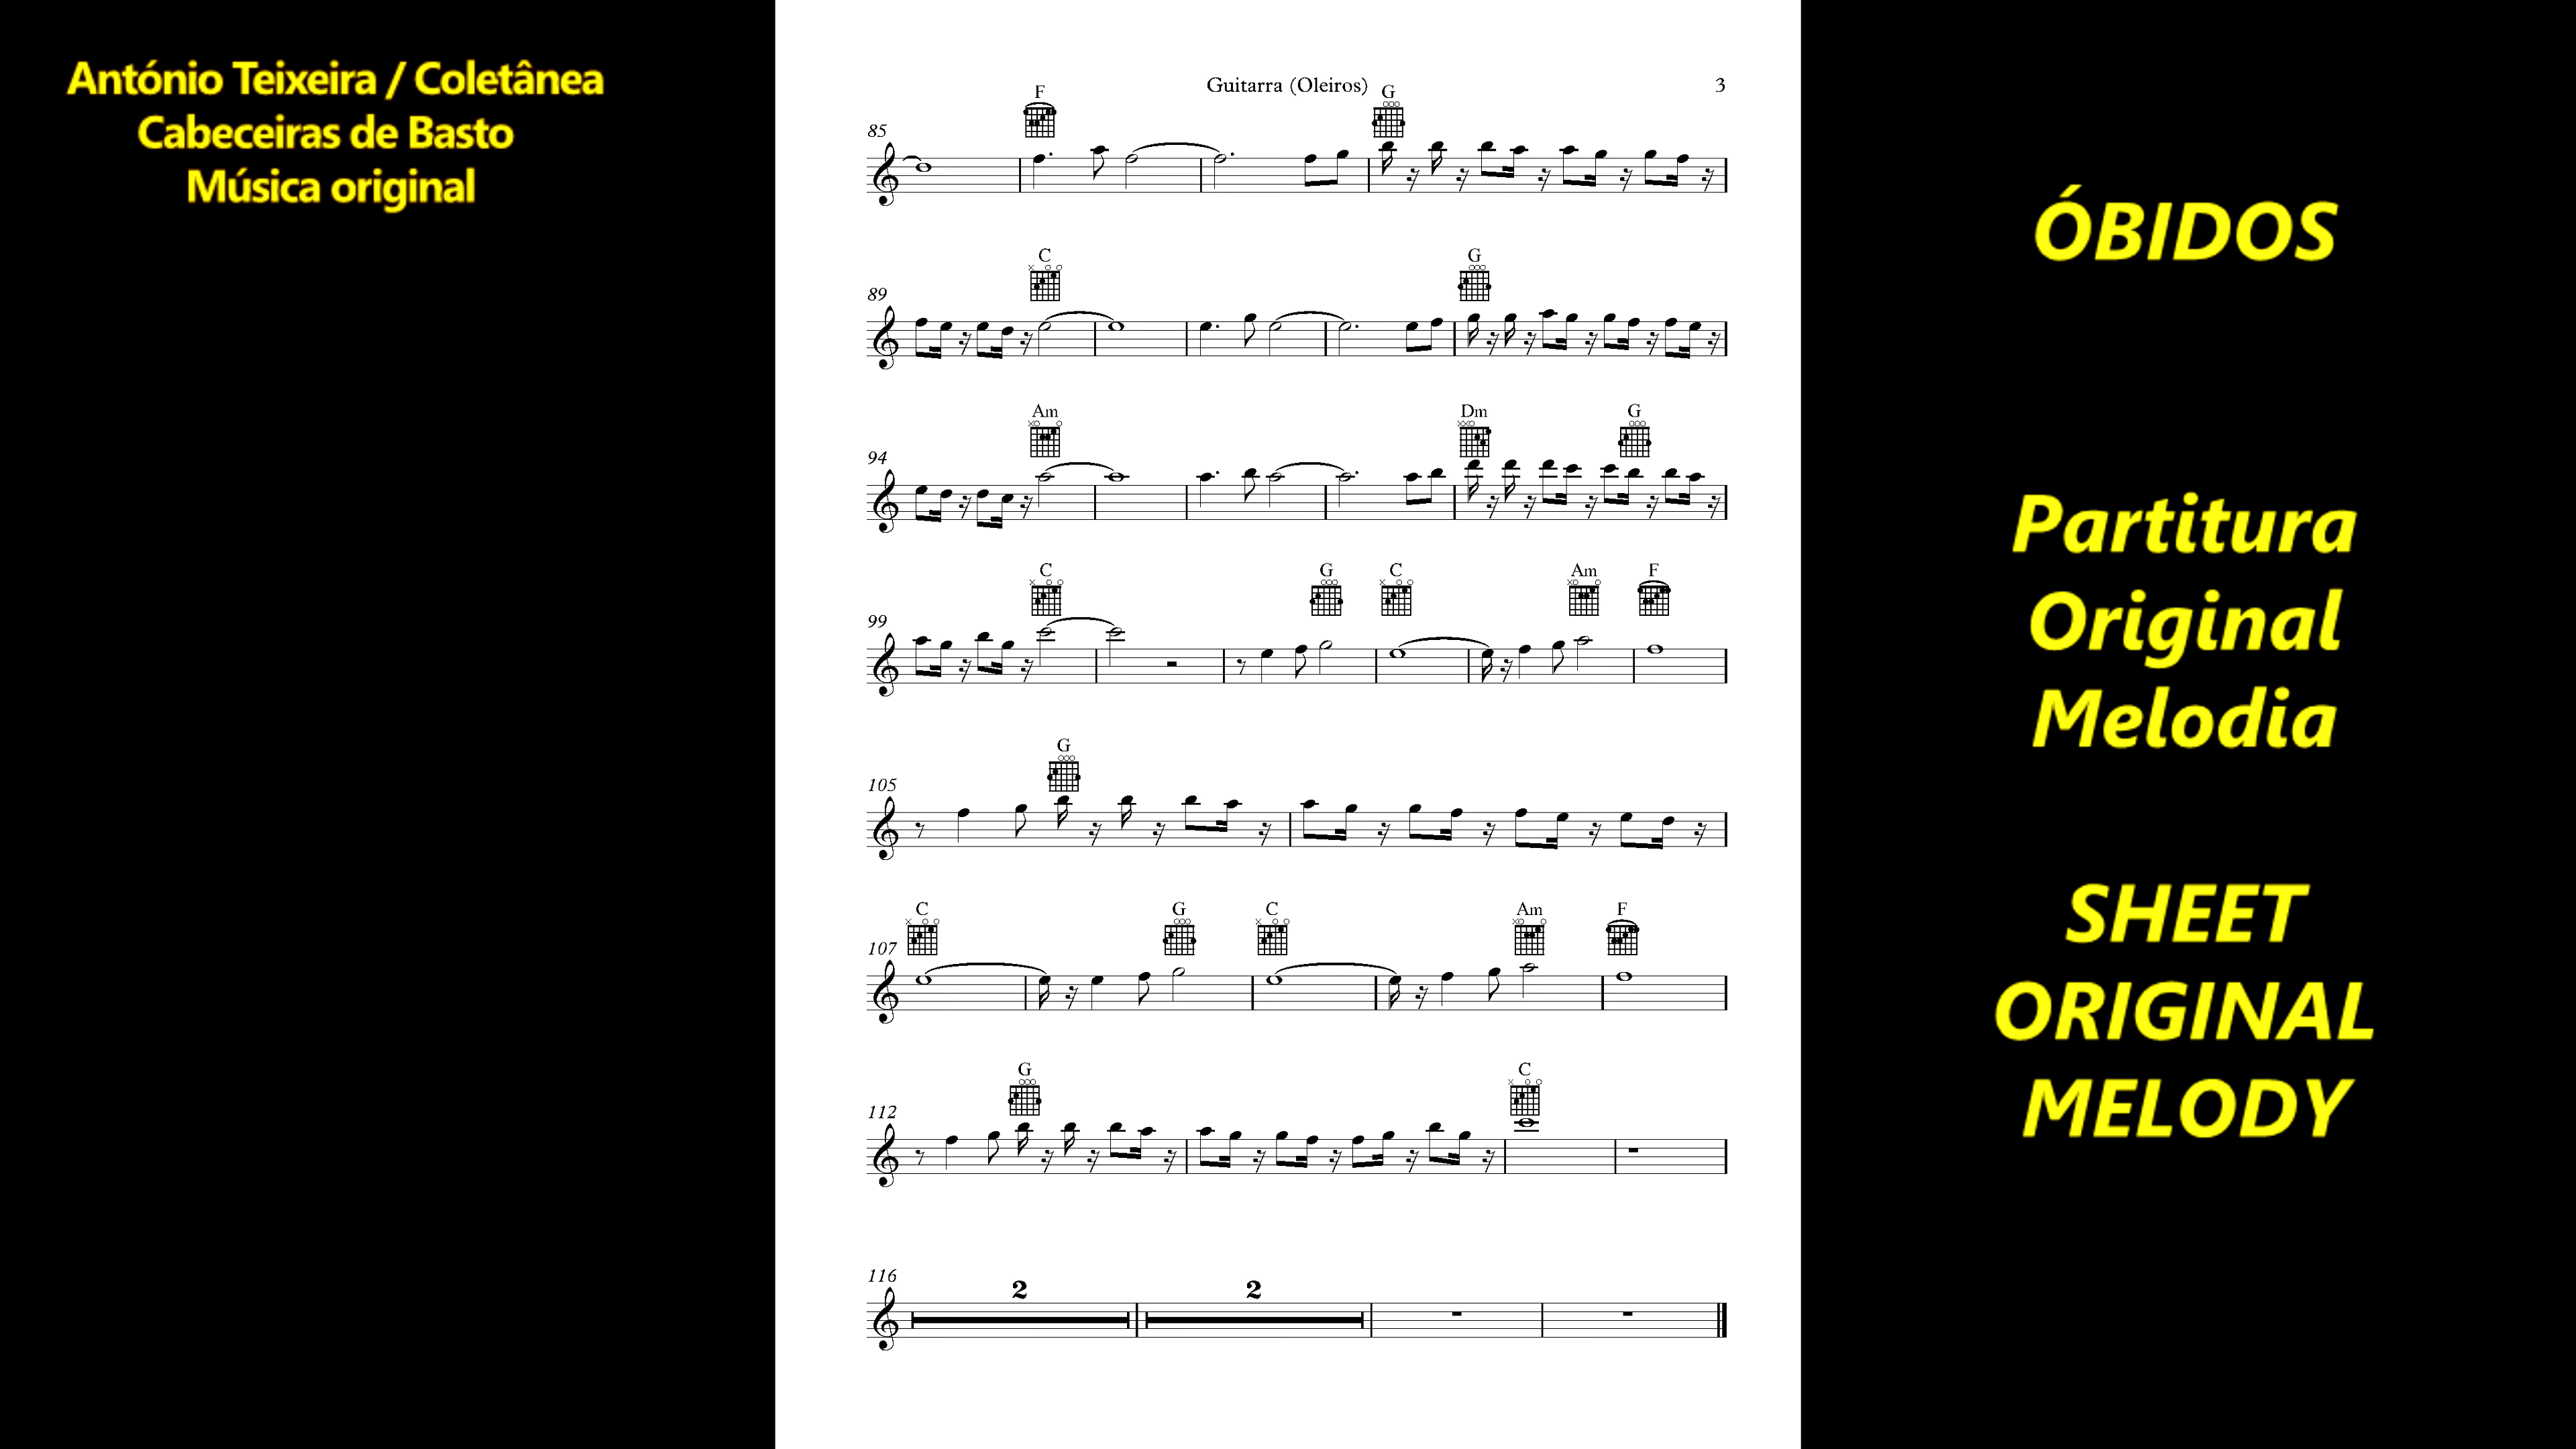 António Teixeira / Coletânea
Cabeceiras de Basto
Música original
Guitarra (Oleiros)
3
F
G
85
C
G
89
Am
Dm
G
94
C
G
C
Am
F
99
G
105
C
G
C
Am
F
107
G
C
112
116
2
2
ÓBIDOS
Partitura
Original
Melodia
SHEET
ORIGINAL
MELODY